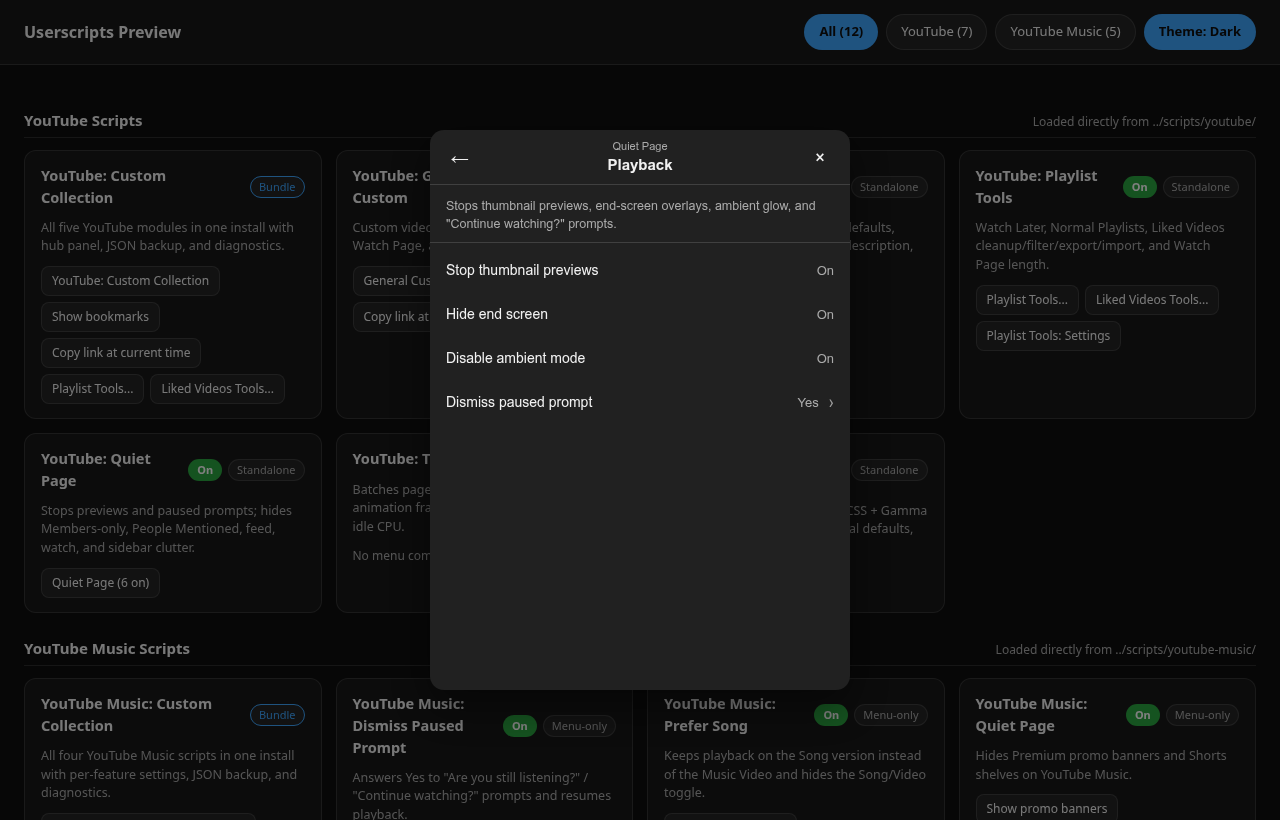 Userscripts Preview
All (12)
YouTube (7)
YouTube Music (5)
Theme: Dark
YouTube Scripts
Loaded directly from ../scripts/youtube/
YouTube: Custom
Collection
Bundle
All five YouTube modules in one install with
hub panel, JSON backup, and diagnostics.
YouTube: Custom Collection
Show bookmarks
Copy link at current time
Playlist Tools...
Liked Videos Tools...
YouTube: G
Custom
Custom video
Watch Page, a
General Cus
Copy link at
Standalone
efaults,
escription,
YouTube: Playlist
Tools
On
Standalone
Watch Later, Normal Playlists, Liked Videos
cleanup/filter/export/import, and Watch
Page length.
Playlist Tools...
Liked Videos Tools...
Playlist Tools: Settings
Quiet Page
←
Playback
×
Stops thumbnail previews, end-screen overlays, ambient glow, and
"Continue watching?" prompts.
Stop thumbnail previews On
Hide end screen On
Disable ambient mode On
Dismiss paused prompt Yes ›
YouTube: Quiet
Page
On
Standalone
Stops previews and paused prompts; hides
Members-only, People Mentioned, feed,
watch, and sidebar clutter.
Quiet Page (6 on)
YouTube: T
Batches page
animation fra
idle CPU.
No menu com
Standalone
CSS + Gamma
al defaults,
YouTube Music Scripts
Loaded directly from ../scripts/youtube-music/
YouTube Music: Custom
Collection
Bundle
All four YouTube Music scripts in one install
with per-feature settings, JSON backup, and
diagnostics.
YouTube Music:
Dismiss Paused
Prompt
On
Menu-only
Answers Yes to "Are you still listening?" /
"Continue watching?" prompts and resumes
playback.
YouTube Music:
Prefer Song
On
Menu-only
Keeps playback on the Song version instead
of the Music Video and hides the Song/Video
toggle.
YouTube Music:
Quiet Page
On
Menu-only
Hides Premium promo banners and Shorts
shelves on YouTube Music.
Show promo banners